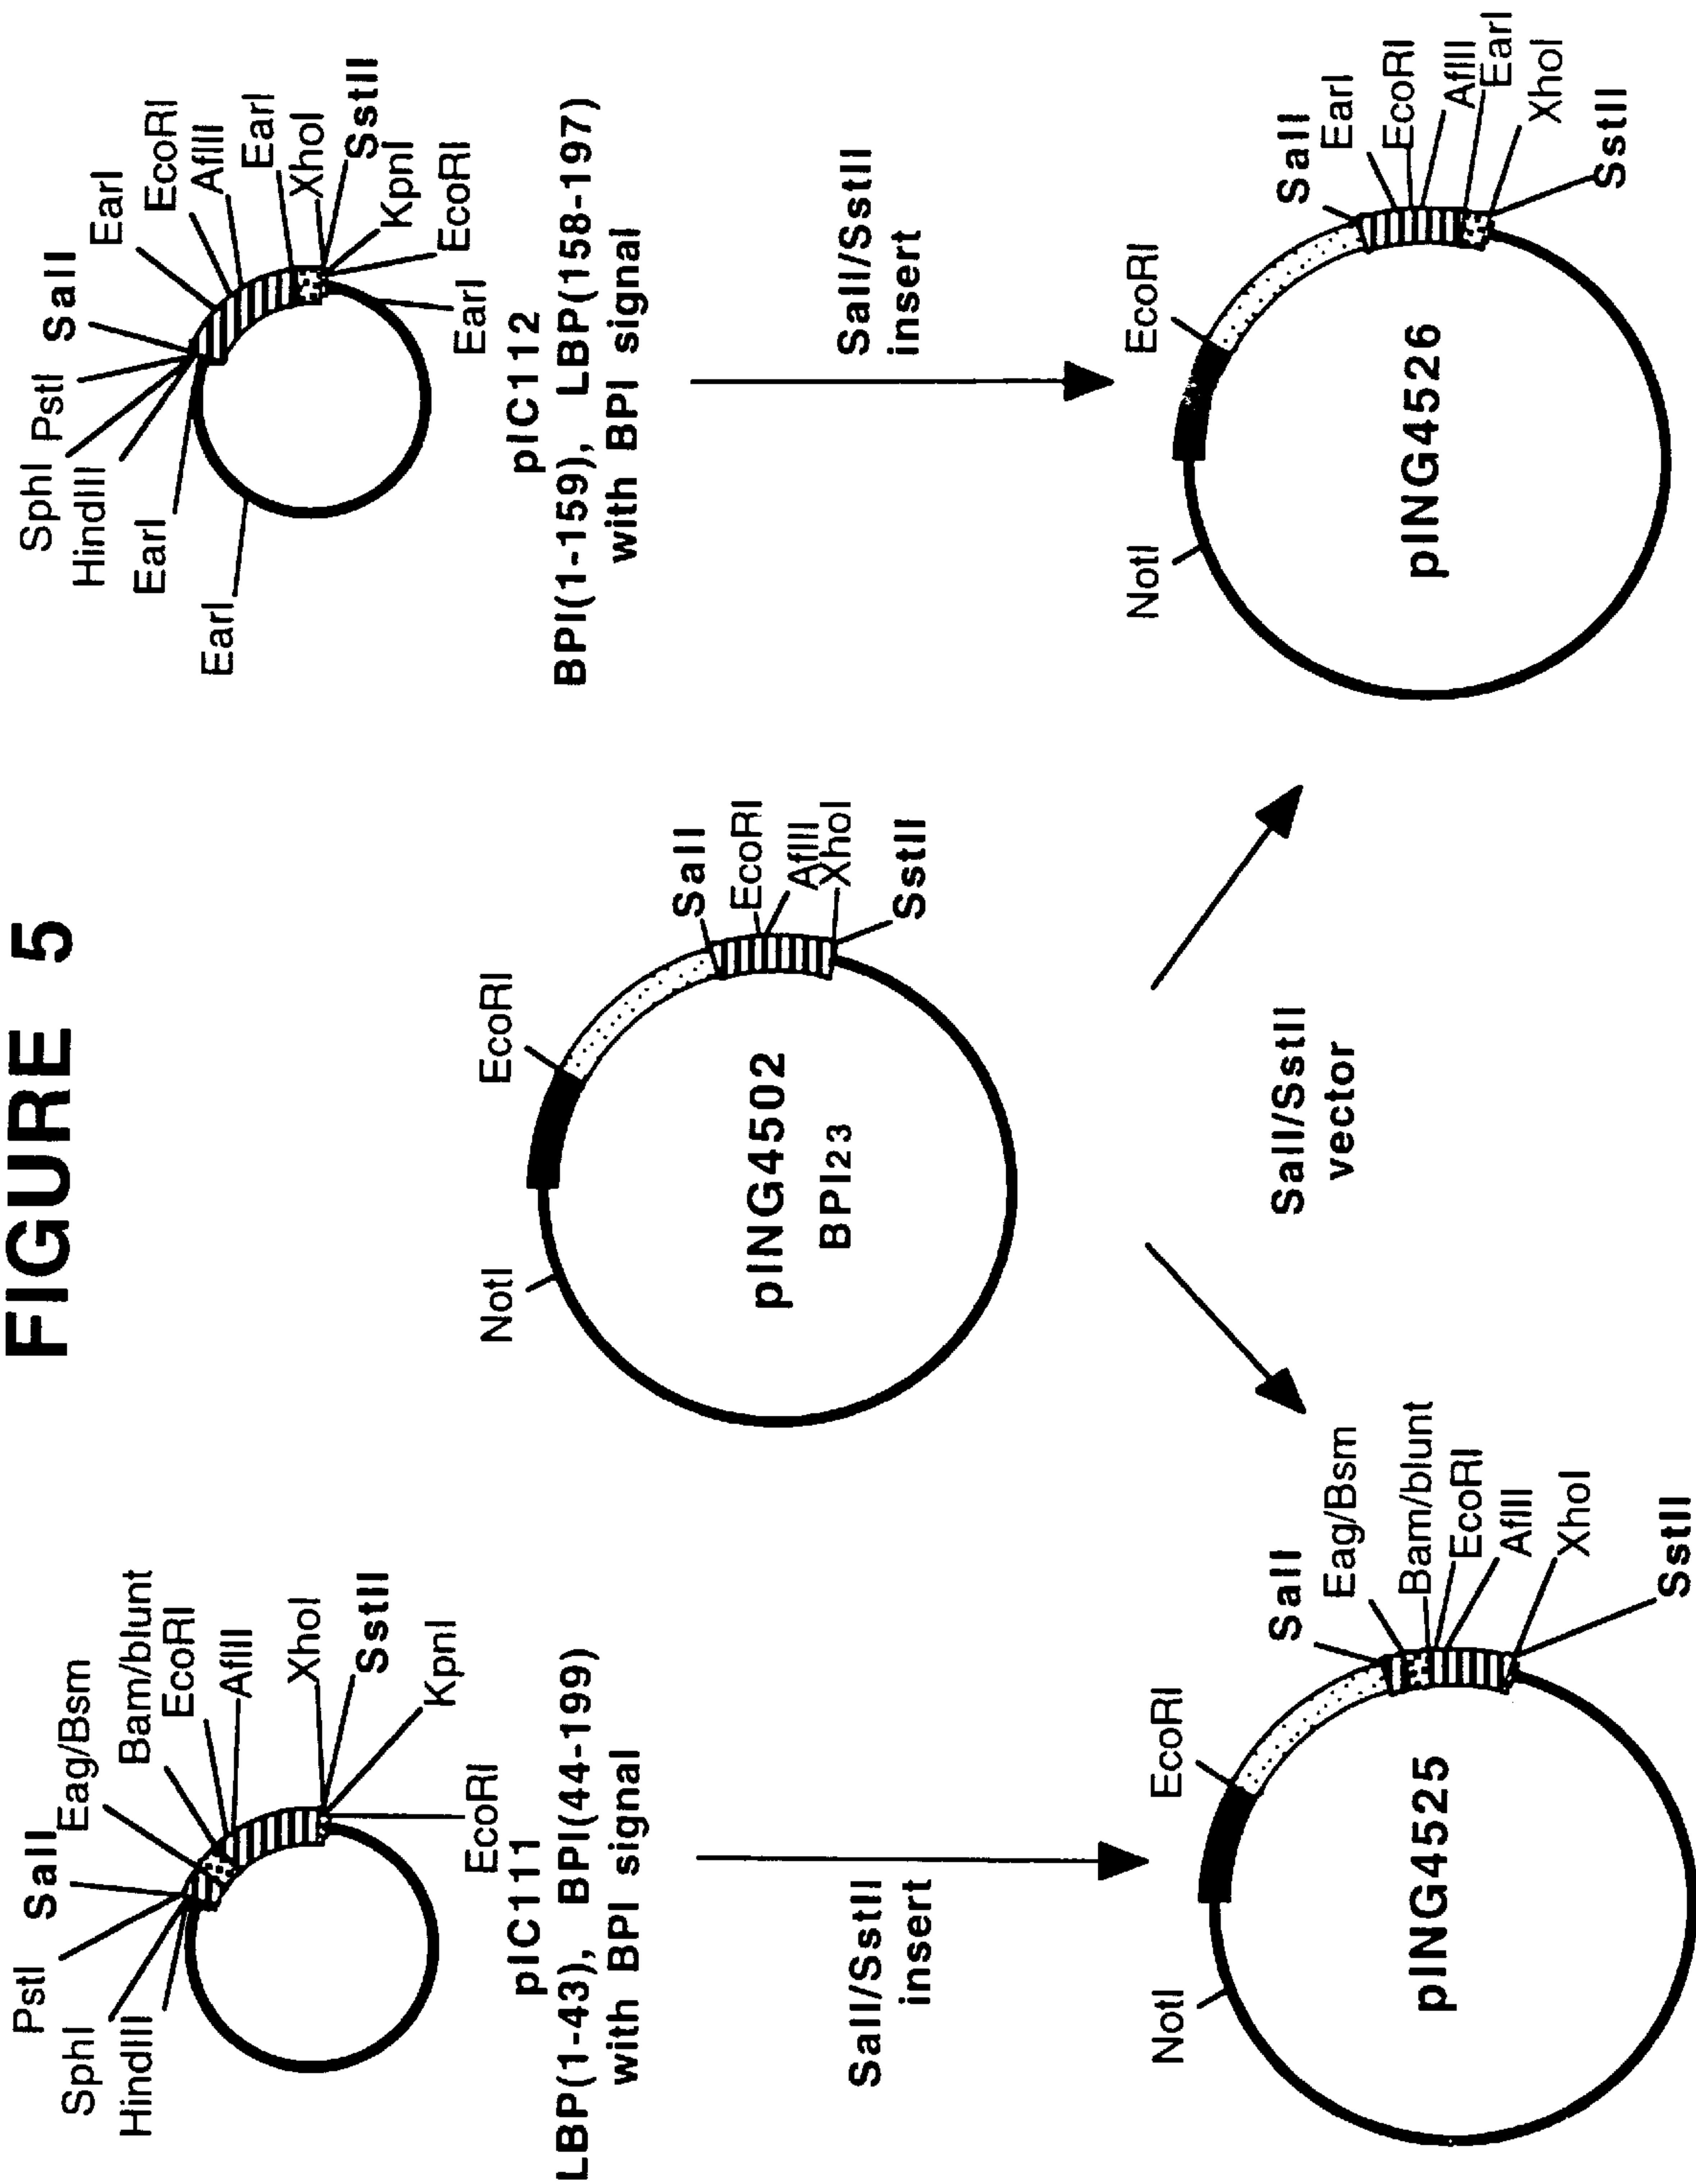 FIGURE 5
PstI
SalI
SphI
HindIII
Eag/Bsm
Bam/blunt
EcoRI
AflII
XhoI
SstII
KpnI
EcoRI
pIC111
LBP(1-43), BPI(44-199)
with BPI signal
SphI
PstI
SalI
HindIII
EarI
EarI
EarI
EcoRI
AflII
EarI
XhoI
SstII
KpnI
EcoRI
EarI
pIC112
BPI(1-159), LBP(158-197)
with BPI signal
NotI
EcoRI
SalI
EcoRI
AflII
XhoI
SstII
pING4502
BPI23
SalI/SstII
insert
SalI/SstII
vector
SalI/SstII
insert
NotI
EcoRI
SalI
Eag/Bsm
Bam/blunt
EcoRI
AflII
XhoI
SstII
pING4525
NotI
EcoRI
SalI
EarI
EcoRI
AflII
EarI
XhoI
SstII
pING4526